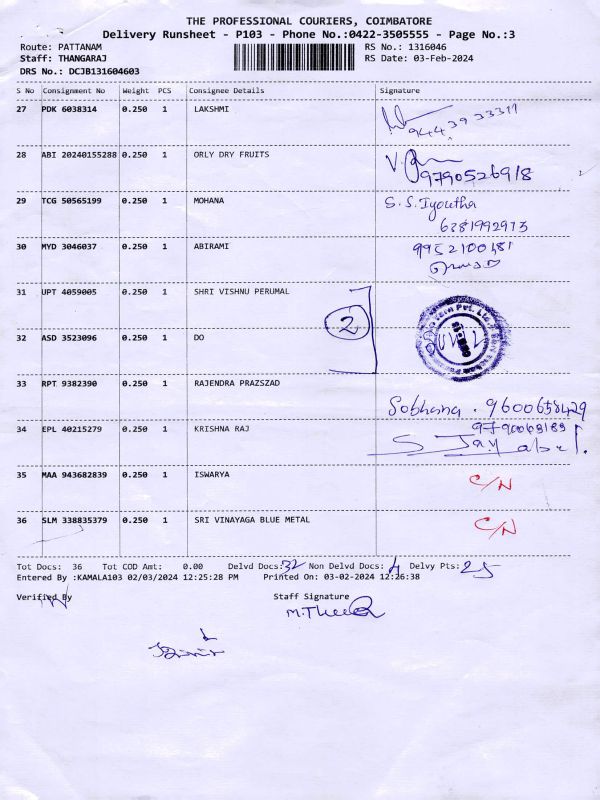 THE PROFESSIONAL COURIERS, COIMBATORE
Delivery Runsheet - P103 - Phone No.:0422-3505555 - Page No.:3
Route: PATTANAM RS No.: 1316046
Staff: THANGARAJ RS Date: 03-Feb-2024
DRS No.: DCJB131604603
S No Consignment No Weight PCS Consignee Details Signature
27 PDK 6038314 0.250 1 LAKSHMI
28 ABI 20240155288 0.250 1 ORLY DRY FRUITS
9790526918
29 TCG 50565199 0.250 1 MOHANA S. S. Iyoutha
6381992973
30 MYD 3046037 0.250 1 ABIRAMI
31 UPT 4059005 0.250 1 SHRI VISHNU PERUMAL
2
32 ASD 3523096 0.250 1 DO
33 RPT 9382390 0.250 1 RAJENDRA PRAZSZAD
Sobhana . 9600658429
34 EPL 40215279 0.250 1 KRISHNA RAJ
35 MAA 943682839 0.250 1 ISWARYA C/N
36 SLM 338835379 0.250 1 SRI VINAYAGA BLUE METAL C/N
Tot Docs: 36 Tot COD Amt: 0.00 Delvd Docs: 32 Non Delvd Docs: 4 Delvy Pts: 25
Entered By :KAMALA103 02/03/2024 12:25:28 PM Printed On: 03-02-2024 12:26:38
Verified By Staff Signature